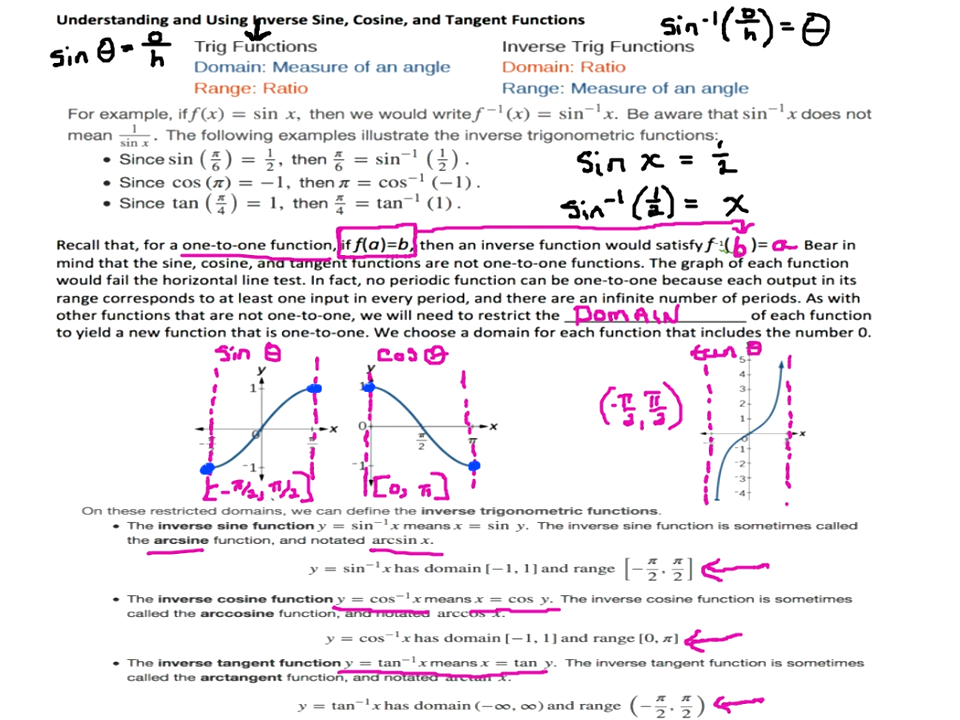 Understanding and Using Inverse Sine, Cosine, and Tangent Functions
sin θ = o/h
sin⁻¹(o/h) = θ
Trig Functions
Domain: Measure of an angle
Range: Ratio
Inverse Trig Functions
Domain: Ratio
Range: Measure of an angle
For example, if f(x) = sin x, then we would write f⁻¹(x) = sin⁻¹x. Be aware that sin⁻¹x does not
mean 1/sin x. The following examples illustrate the inverse trigonometric functions:
• Since sin (π/6) = 1/2, then π/6 = sin⁻¹ (1/2).
• Since cos (π) = −1, then π = cos⁻¹ (−1).
• Since tan (π/4) = 1, then π/4 = tan⁻¹ (1).
sin x = 1/2
sin⁻¹(1/2) = x
Recall that, for a one-to-one function, if f(a)=b, then an inverse function would satisfy f⁻¹(b)=a Bear in
mind that the sine, cosine, and tangent functions are not one-to-one functions. The graph of each function
would fail the horizontal line test. In fact, no periodic function can be one-to-one because each output in its
range corresponds to at least one input in every period, and there are an infinite number of periods. As with
other functions that are not one-to-one, we will need to restrict the DOMAIN of each function
to yield a new function that is one-to-one. We choose a domain for each function that includes the number 0.
sin θ
y
1
x
0
−1
[-π/2, π/2]
cos θ
y
1
0
x
π/2
π
−1
[0, π]
(-π/2, π/2)
tan θ
y
5
4
3
2
1
x
−1
−2
−3
−4
On these restricted domains, we can define the inverse trigonometric functions.
• The inverse sine function y = sin⁻¹x means x = sin y. The inverse sine function is sometimes called
the arcsine function, and notated arcsin x.
y = sin⁻¹x has domain [−1, 1] and range [−π/2, π/2]
• The inverse cosine function y = cos⁻¹x means x = cos y. The inverse cosine function is sometimes
called the arccosine function, and notated arccos x.
y = cos⁻¹x has domain [−1, 1] and range [0, π]
• The inverse tangent function y = tan⁻¹x means x = tan y. The inverse tangent function is sometimes
called the arctangent function, and notated arctan x.
y = tan⁻¹x has domain (−∞, ∞) and range (−π/2, π/2)